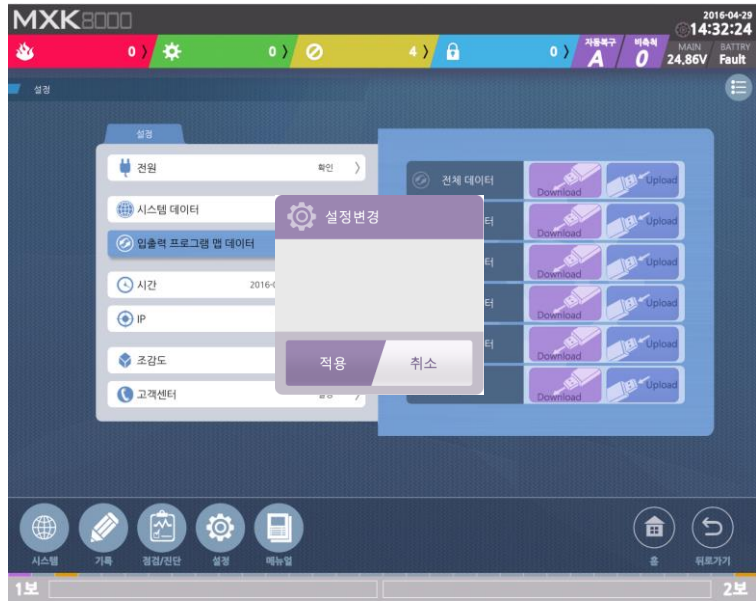 MXK8000
2016-04-29
14:32:24
0 〉 0 〉 4 〉 0 〉 자동복구 A 비축적 0 MAIN 24.86V BATTRY Fault
설정
설정
전원 확인 〉
시스템 데이터
입출력 프로그램 맵 데이터
시간 2016-
IP
조감도
고객센터
전체 데이터 Download Upload
터 Download Upload
터 Download Upload
터 Download Upload
터 Download Upload
Download Upload
설정변경
적용 취소
시스템 기록 점검/진단 설정 메뉴얼 홈 뒤로가기
1보 2보